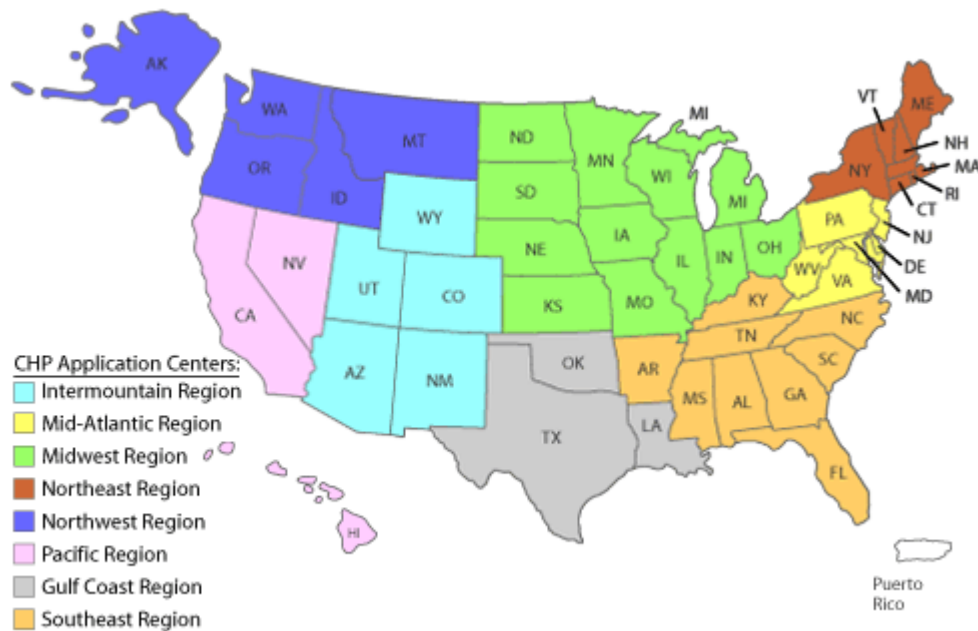 AK
WA
MT
OR
ID
WY
NV
CA
UT
CO
AZ
NM
ND
MN
SD
WI
MI
MI
NE
IA
IL
IN
OH
KS
MO
OK
TX
LA
AR
KY
TN
NC
SC
MS
AL
GA
FL
VT
ME
NH
MA
NY
RI
CT
PA
NJ
DE
MD
WV
VA
HI
Puerto
Rico
CHP Application Centers:
Intermountain Region
Mid-Atlantic Region
Midwest Region
Northeast Region
Northwest Region
Pacific Region
Gulf Coast Region
Southeast Region